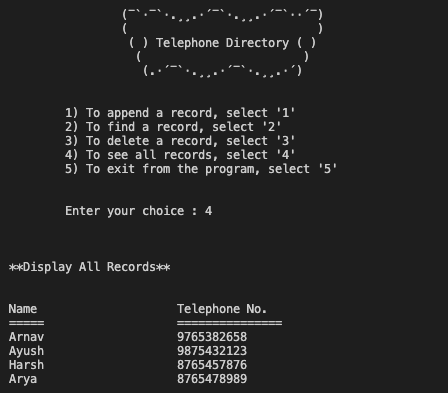 (¯`·.¯`·.¸¸.·´¯`·.¸¸.·´¯`··´¯)
( )
( ) Telephone Directory ( )
( )
(.·´¯`·.¸¸.·´¯`·.¸¸.·´)
1) To append a record, select '1'
2) To find a record, select '2'
3) To delete a record, select '3'
4) To see all records, select '4'
5) To exit from the program, select '5'
Enter your choice : 4
**Display All Records**
Name Telephone No.
===== ===============
Arnav 9765382658
Ayush 9875432123
Harsh 8765457876
Arya 8765478989